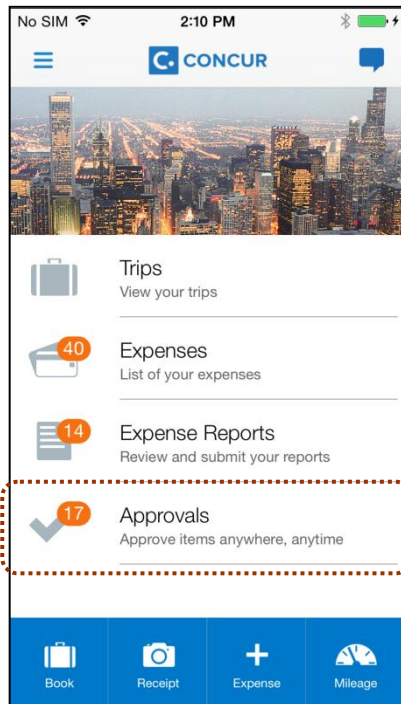 No SIM 2:10 PM
C. CONCUR
Trips
View your trips
40
Expenses
List of your expenses
14
Expense Reports
Review and submit your reports
17
Approvals
Approve items anywhere, anytime
Book Receipt Expense Mileage